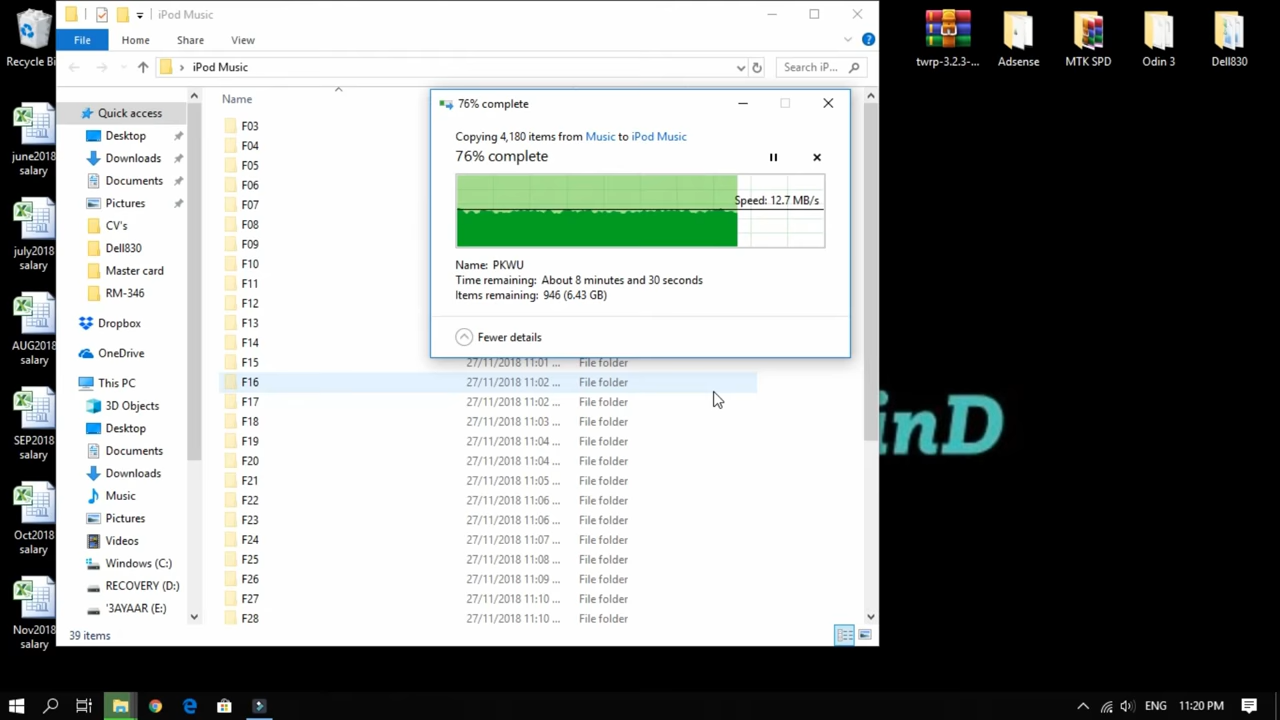 iPod Music
File Home Share View
iPod Music
Search iP...
Name
Quick access
Desktop
Downloads
Documents
Pictures
CV's
Dell830
Master card
RM-346
Dropbox
OneDrive
This PC
3D Objects
Desktop
Documents
Downloads
Music
Pictures
Videos
Windows (C:)
RECOVERY (D:)
'3AYAAR (E:)
F03
F04
F05
F06
F07
F08
F09
F10
F11
F12
F13
F14
F15 27/11/2018 11:01 ... File folder
F16 27/11/2018 11:02 ... File folder
F17 27/11/2018 11:02 ... File folder
F18 27/11/2018 11:03 ... File folder
F19 27/11/2018 11:04 ... File folder
F20 27/11/2018 11:04 ... File folder
F21 27/11/2018 11:05 ... File folder
F22 27/11/2018 11:06 ... File folder
F23 27/11/2018 11:06 ... File folder
F24 27/11/2018 11:07 ... File folder
F25 27/11/2018 11:08 ... File folder
F26 27/11/2018 11:09 ... File folder
F27 27/11/2018 11:10 ... File folder
F28 27/11/2018 11:10 ... File folder
39 items
76% complete
Copying 4,180 items from Music to iPod Music
76% complete
Speed: 12.7 MB/s
Name: PKWU
Time remaining: About 8 minutes and 30 seconds
Items remaining: 946 (6.43 GB)
Fewer details
Recycle Bi
june2018
salary
july2018
salary
AUG2018
salary
SEP2018
salary
Oct2018
salary
Nov2018
salary
twrp-3.2.3-...
Adsense
MTK SPD
Odin 3
Dell830
inD
ENG 11:20 PM